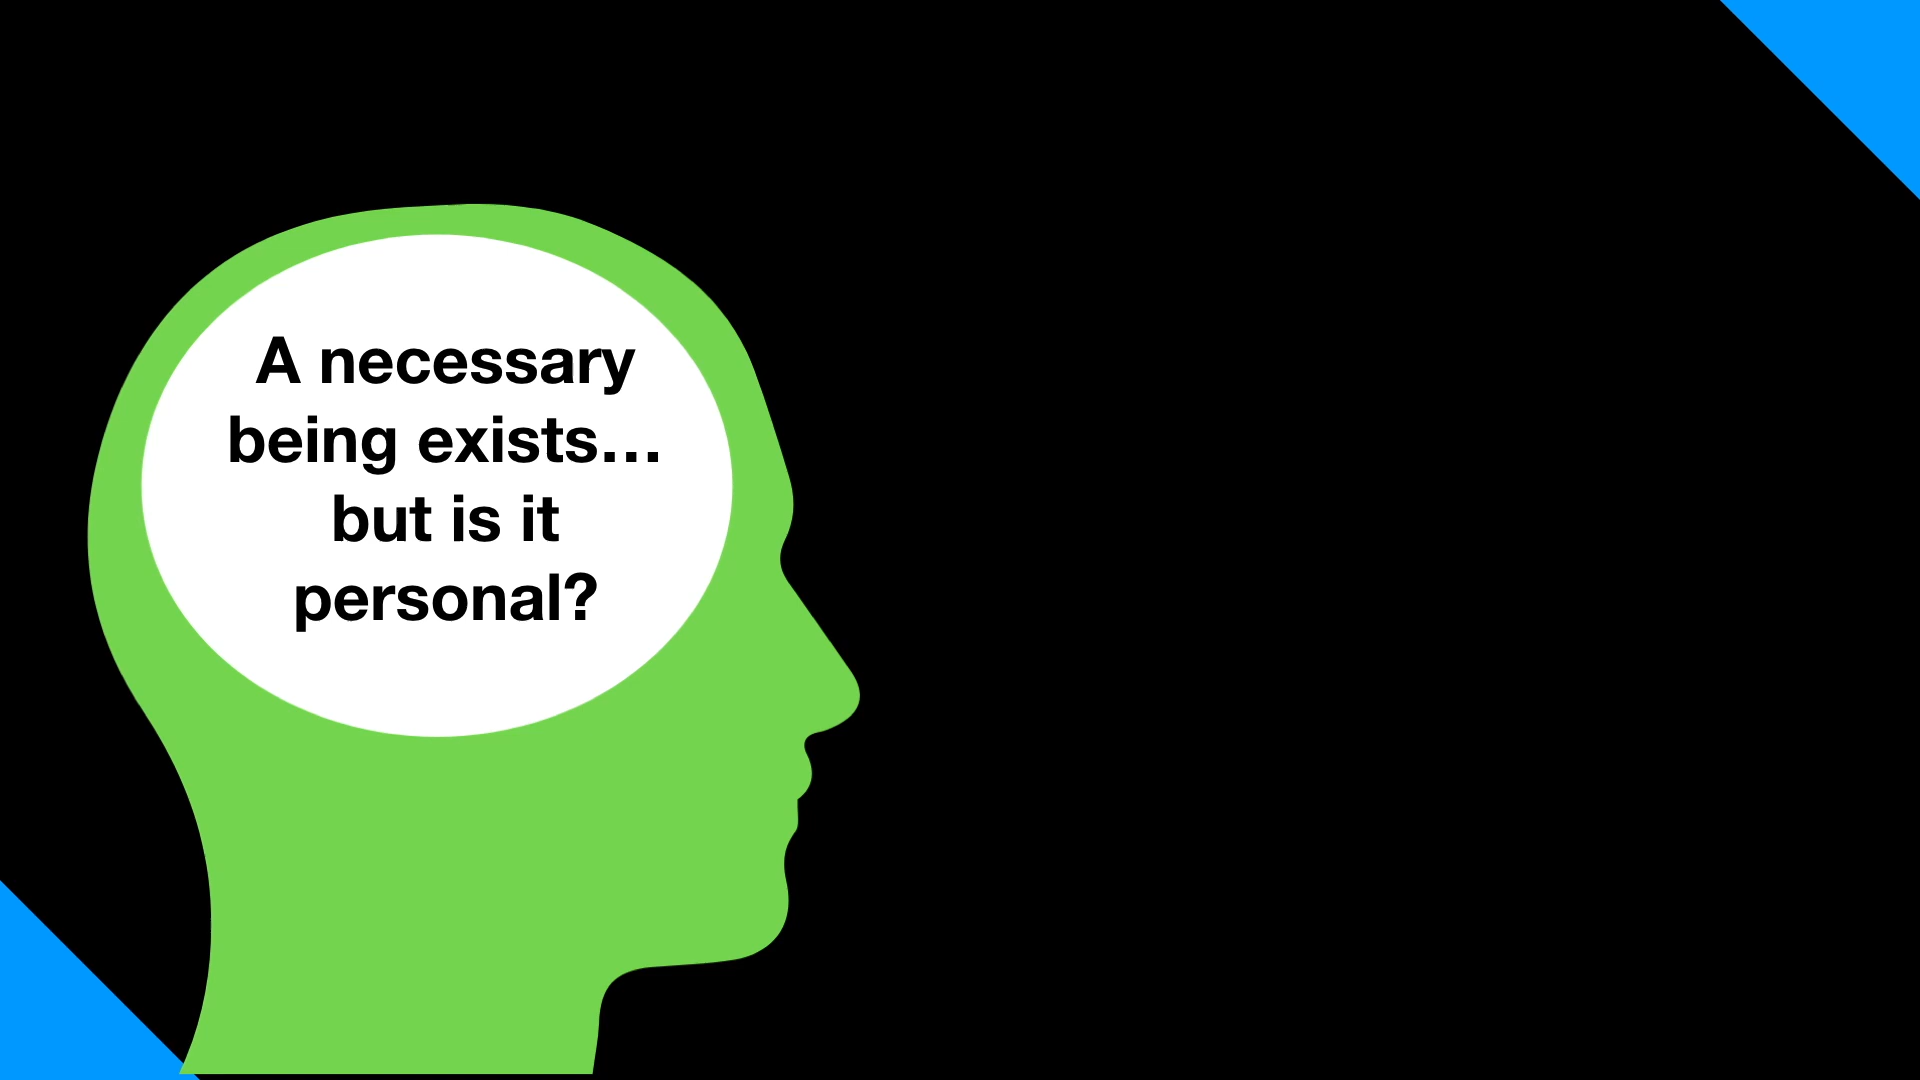 A necessary
being exists…
but is it
personal?